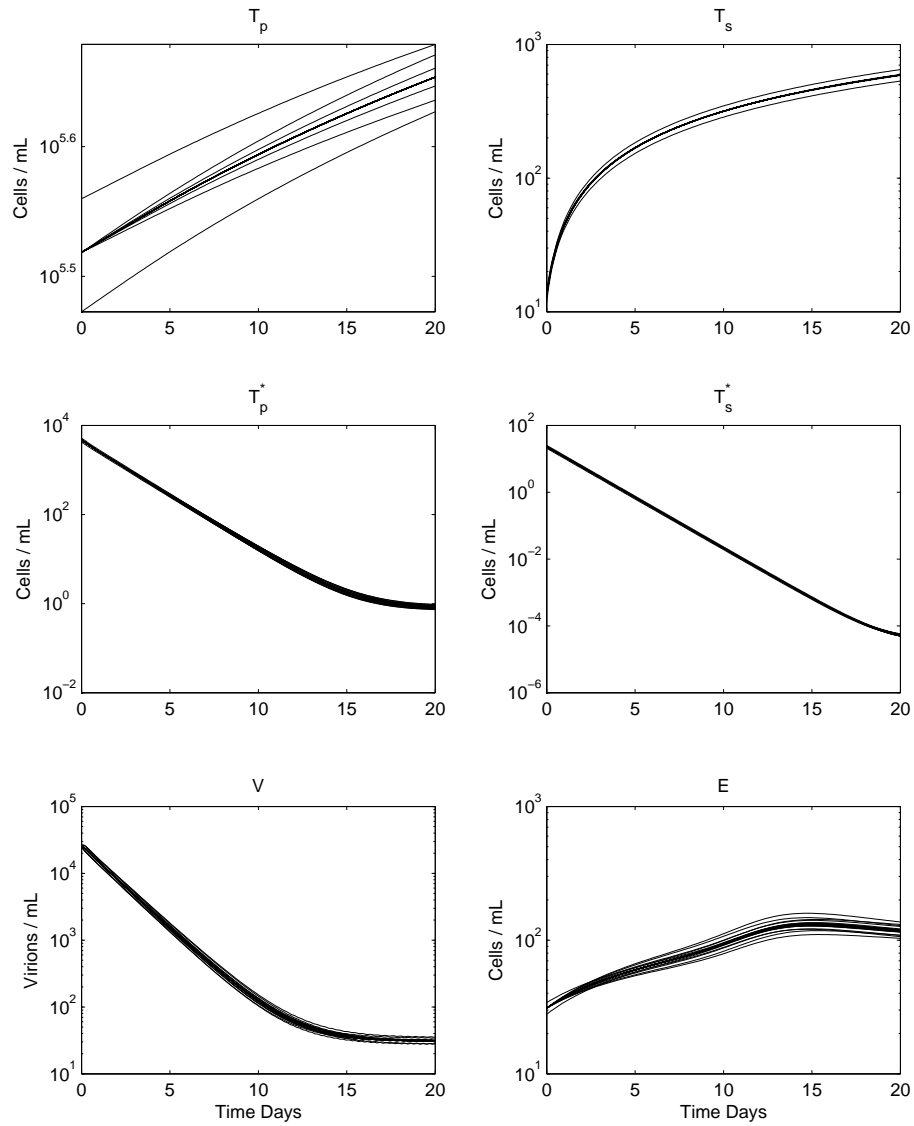 T_p
T_s
Cells / mL
10^5.6
10^5.5
0 5 10 15 20
Cells / mL
10^3
10^2
10^1
0 5 10 15 20
T_p^*
T_s^*
Cells / mL
10^4
10^2
10^0
10^−2
0 5 10 15 20
Cells / mL
10^2
10^0
10^−2
10^−4
10^−6
0 5 10 15 20
V
E
Virions / mL
10^5
10^4
10^3
10^2
10^1
0 5 10 15 20
Time Days
Cells / mL
10^3
10^2
10^1
0 5 10 15 20
Time Days